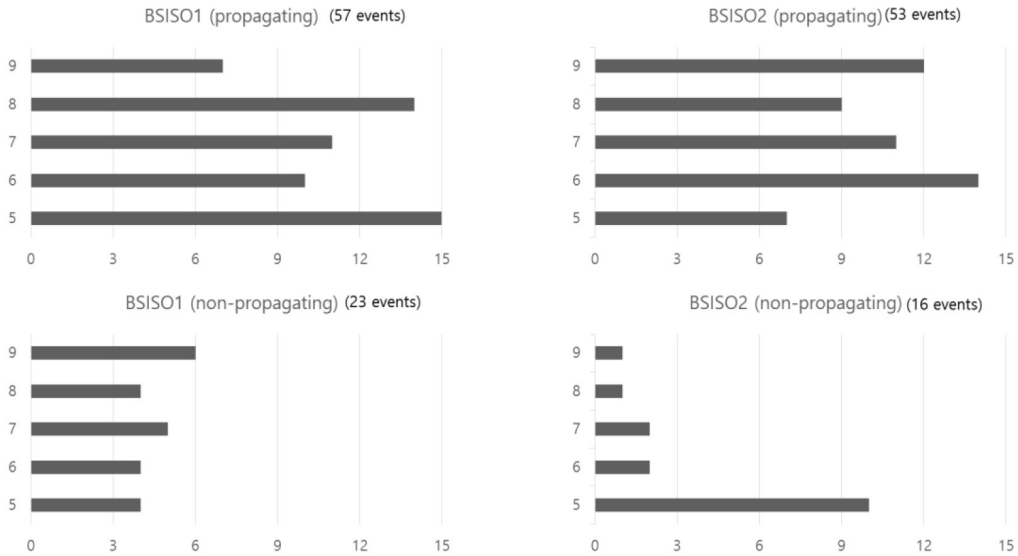 BSISO1 (propagating) (57 events)
9
8
7
6
5
0 3 6 9 12 15
BSISO2 (propagating) (53 events)
9
8
7
6
5
0 3 6 9 12 15
BSISO1 (non-propagating) (23 events)
9
8
7
6
5
0 3 6 9 12 15
BSISO2 (non-propagating) (16 events)
9
8
7
6
5
0 3 6 9 12 15